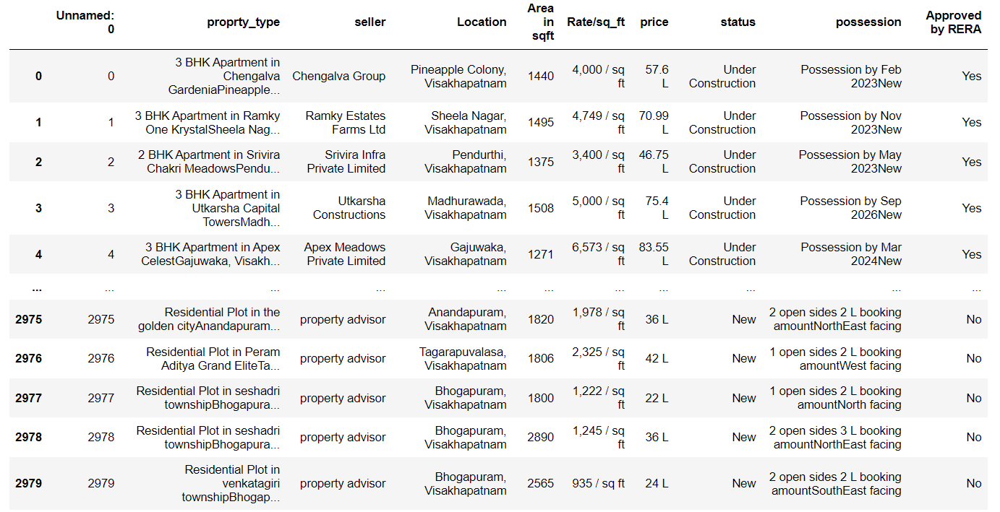 Unnamed: 0 proprty_type seller Location Area in sqft Rate/sq_ft price status possession Approved by RERA
0 0 3 BHK Apartment in Chengalva GardeniaPineapple... Chengalva Group Pineapple Colony, Visakhapatnam 1440 4,000 / sq ft 57.6 L Under Construction Possession by Feb 2023New Yes
1 1 3 BHK Apartment in Ramky One KrystalSheela Nag... Ramky Estates Farms Ltd Sheela Nagar, Visakhapatnam 1495 4,749 / sq ft 70.99 L Under Construction Possession by Nov 2023New Yes
2 2 2 BHK Apartment in Srivira Chakri MeadowsPendu... Srivira Infra Private Limited Pendurthi, Visakhapatnam 1375 3,400 / sq ft 46.75 L Under Construction Possession by May 2023New Yes
3 3 3 BHK Apartment in Utkarsha Capital TowersMadh... Utkarsha Constructions Madhurawada, Visakhapatnam 1508 5,000 / sq ft 75.4 L Under Construction Possession by Sep 2026New Yes
4 4 3 BHK Apartment in Apex CelestGajuwaka, Visakh... Apex Meadows Private Limited Gajuwaka, Visakhapatnam 1271 6,573 / sq ft 83.55 L Under Construction Possession by Mar 2024New Yes
... ... ... ... ... ... ... ... ... ... ...
2975 2975 Residential Plot in the golden cityAnandapuram... property advisor Anandapuram, Visakhapatnam 1820 1,978 / sq ft 36 L New 2 open sides 2 L booking amountNorthEast facing No
2976 2976 Residential Plot in Peram Aditya Grand EliteTa... property advisor Tagarapuvalasa, Visakhapatnam 1806 2,325 / sq ft 42 L New 1 open sides 2 L booking amountWest facing No
2977 2977 Residential Plot in seshadri townshipBhogapura... property advisor Bhogapuram, Visakhapatnam 1800 1,222 / sq ft 22 L New 1 open sides 2 L booking amountNorth facing No
2978 2978 Residential Plot in seshadri townshipBhogapura... property advisor Bhogapuram, Visakhapatnam 2890 1,245 / sq ft 36 L New 2 open sides 3 L booking amountNorthEast facing No
2979 2979 Residential Plot in venkatagiri townshipBhogap... property advisor Bhogapuram, Visakhapatnam 2565 935 / sq ft 24 L New 2 open sides 2 L booking amountSouthEast facing No